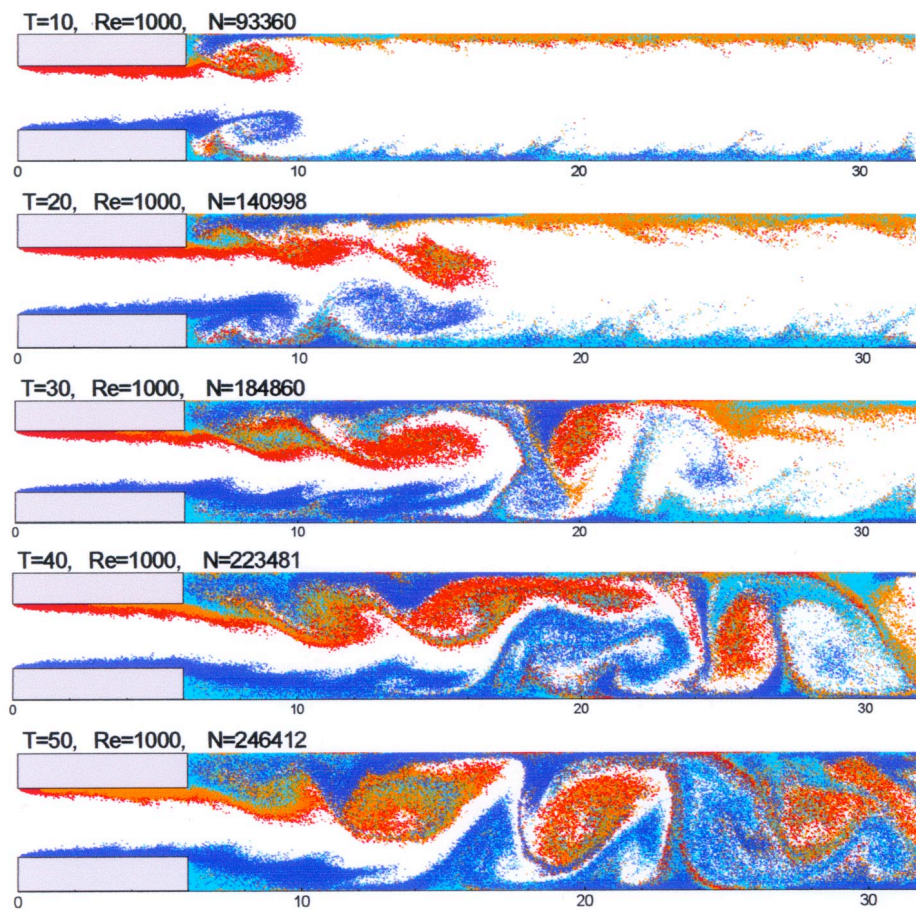 T=10, Re=1000, N=93360
0 10 20 30
T=20, Re=1000, N=140998
0 10 20 30
T=30, Re=1000, N=184860
0 10 20 30
T=40, Re=1000, N=223481
0 10 20 30
T=50, Re=1000, N=246412
0 10 20 30